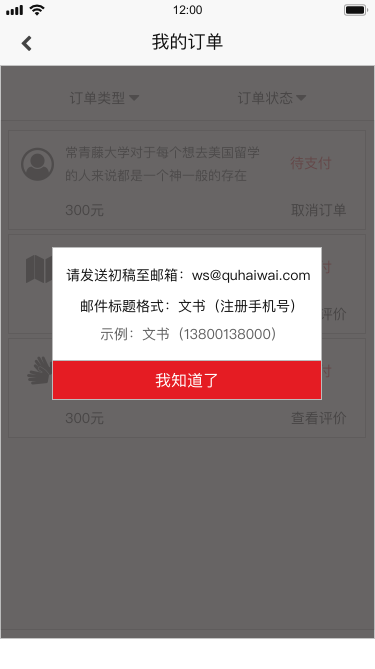 12:00
我的订单
订单类型
订单状态
常青藤大学对于每个想去美国留学
的人来说都是一个神一般的存在
待支付
300元
取消订单
付
请发送初稿至邮箱：ws@quhaiwai.com
邮件标题格式：文书（注册手机号）
评价
示例：文书（13800138000）
付
我知道了
300元
查看评价